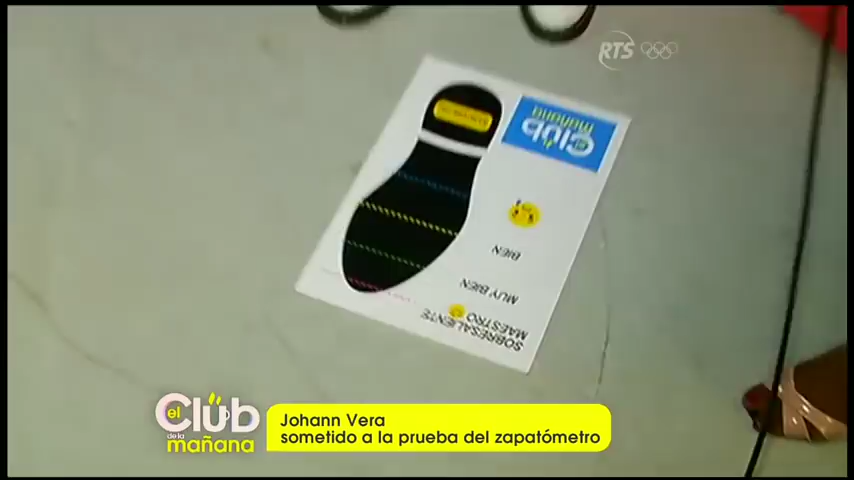 RTS
el
Club
mañana
BIEN
MUY BIEN
SOBRESALIENTE
MAESTRO
el
Club
de la
mañana
Johann Vera
sometido a la prueba del zapatómetro